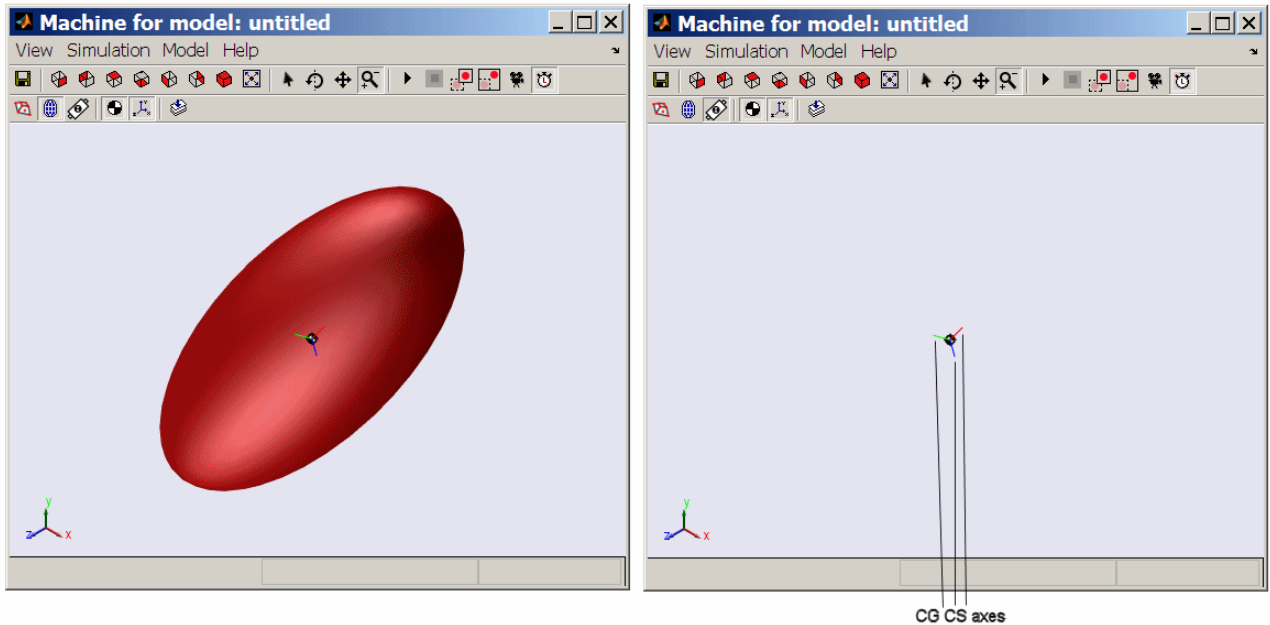 Machine for model: untitled
View Simulation Model Help
y
z x
Machine for model: untitled
View Simulation Model Help
y
z x
CG CS axes